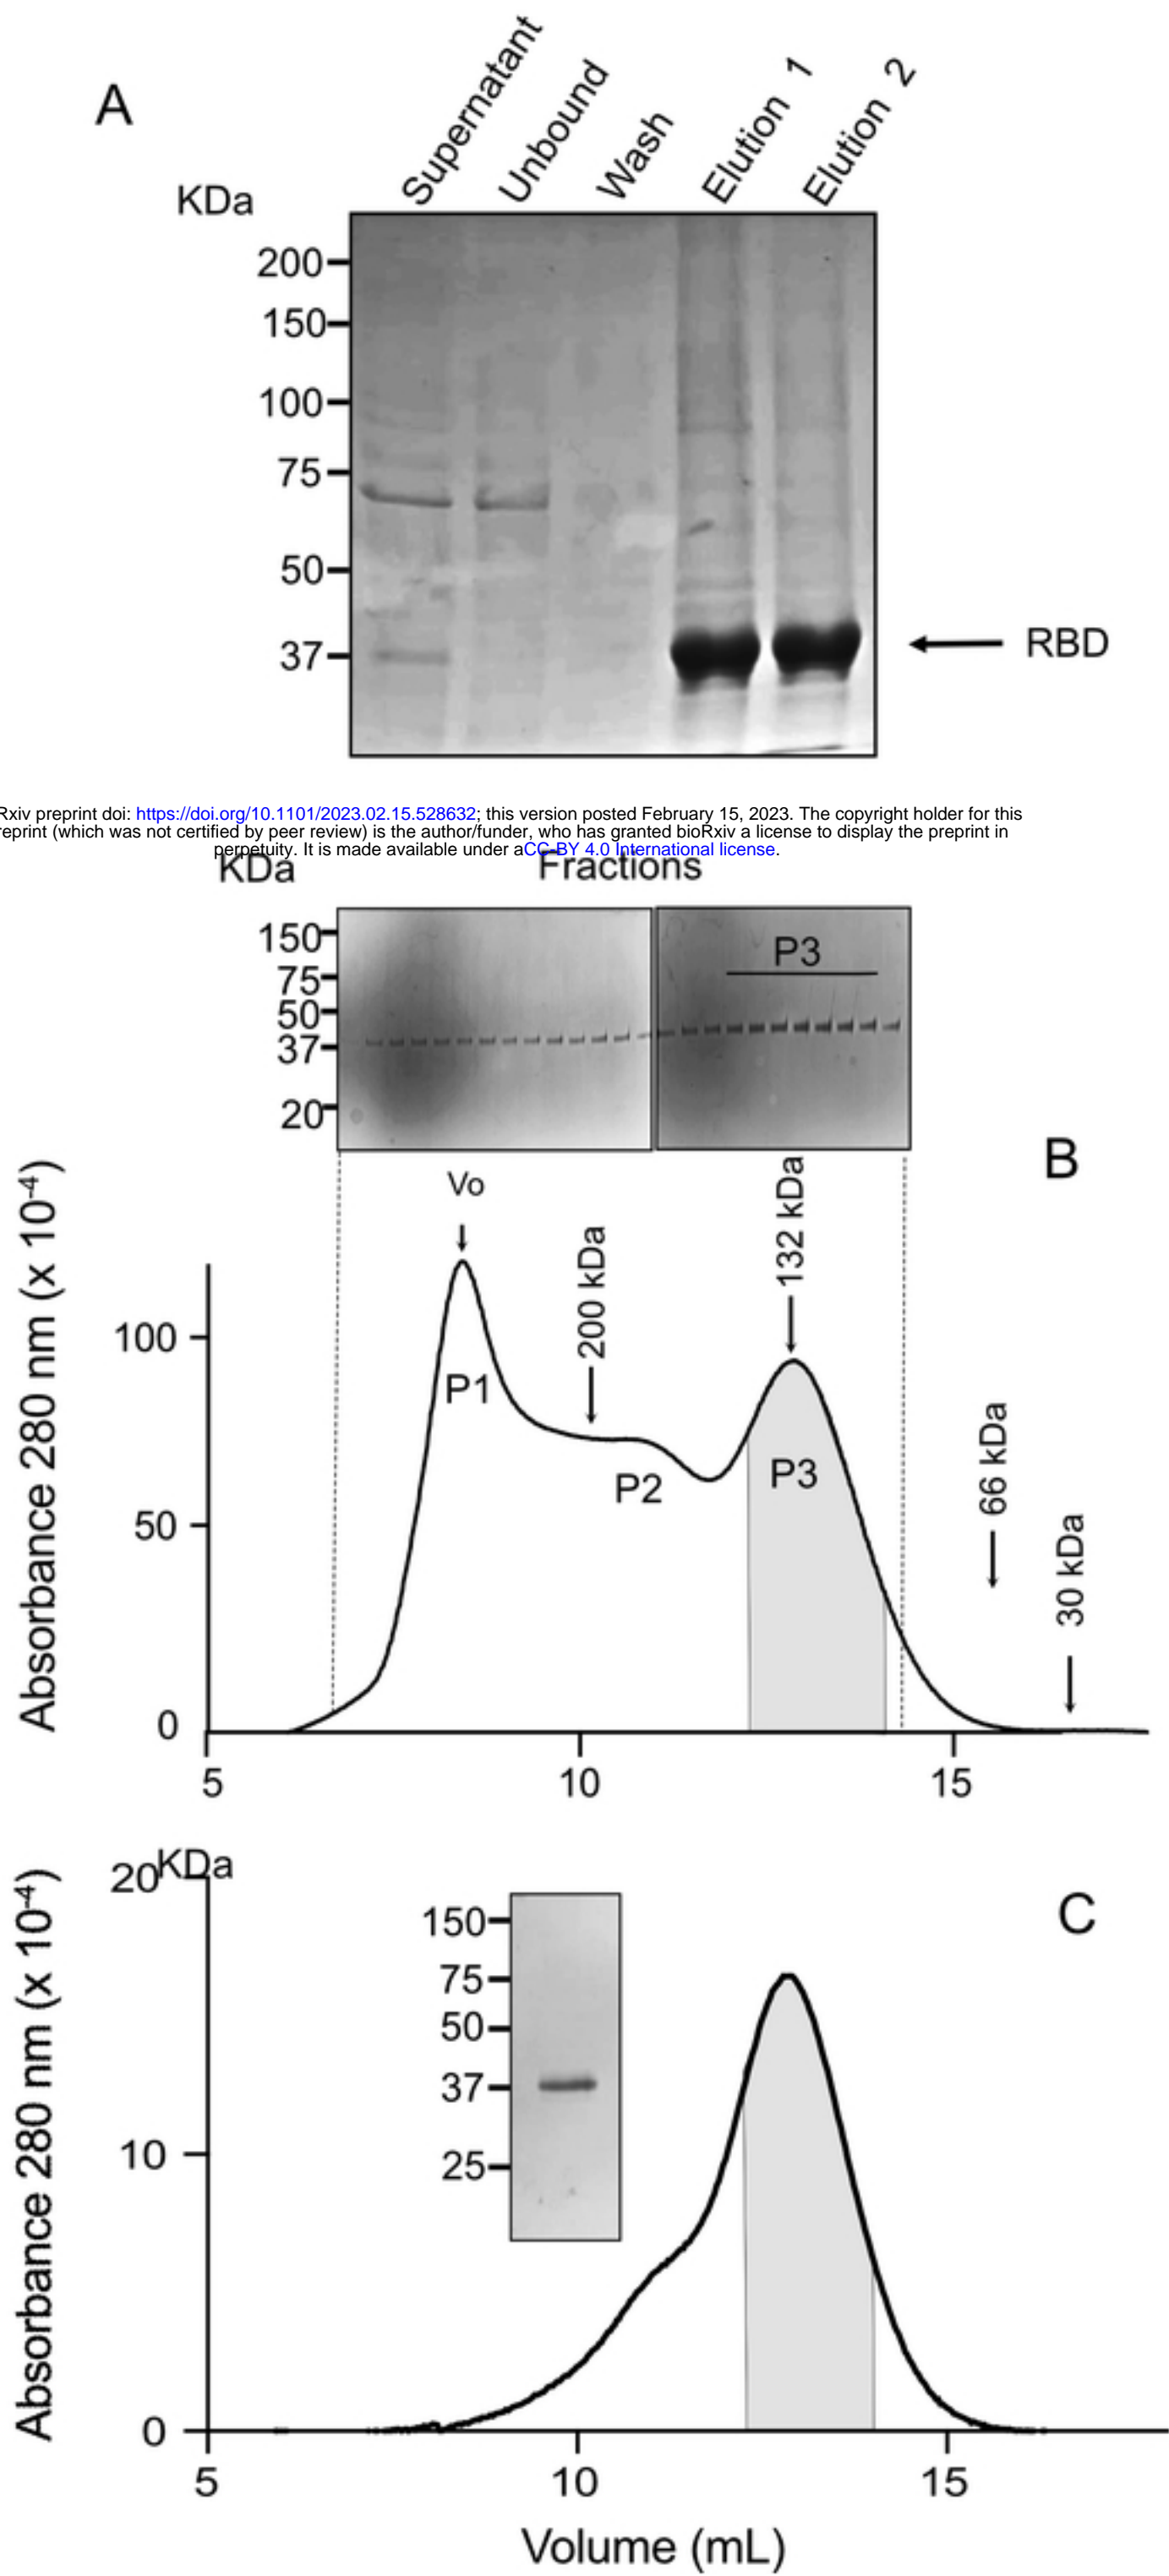 A
Supernatant
Unbound
Wash
Elution 1
Elution 2
KDa
200
150
100
75
50
37
RBD
Rxiv preprint doi: https://doi.org/10.1101/2023.02.15.528632; this version posted February 15, 2023. The copyright holder for this
reprint (which was not certified by peer review) is the author/funder, who has granted bioRxiv a license to display the preprint in
perpetuity. It is made available under aCC-BY 4.0 International license.
KDa
Fractions
150
75
50
37
20
P3
B
Absorbance 280 nm (x 10-4)
Vo
200 kDa
132 kDa
66 kDa
30 kDa
P1
P2
P3
100
50
0
5
10
15
KDa
C
Absorbance 280 nm (x 10-4)
20
10
0
150
75
50
37
25
5
10
15
Volume (mL)